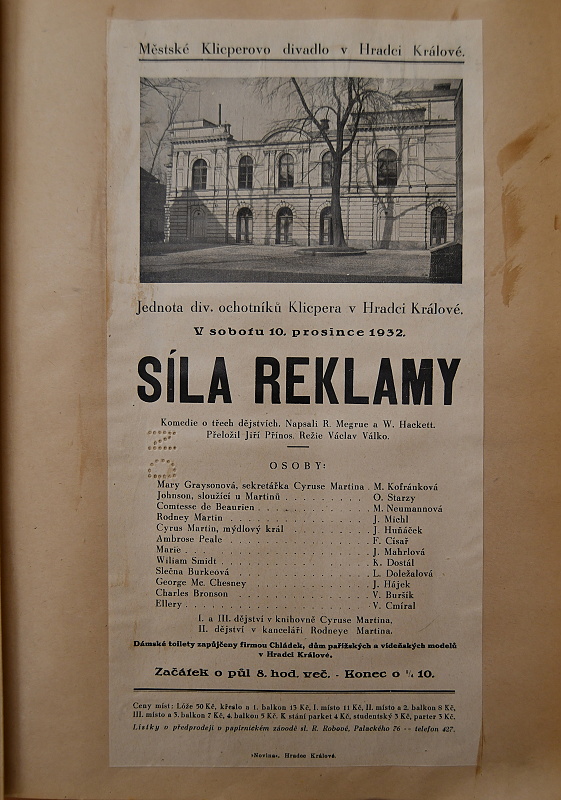 Městské Klicperovo divadlo v Hradci Králové.
Jednota div. ochotníků Klicpera v Hradci Králové.
V sobotu 10. prosince 1932.
SÍLA REKLAMY
Komedie o třech dějstvích. Napsali R. Megrue a W. Hackett.
Přeložil Jiří Přínos. Režie Václav Válko.
OSOBY:
Mary Graysonová, sekretářka Cyruse Martina . M. Kofránková
Johnson, sloužící u Martinů . . . . . . . . . O. Starzy
Comtesse de Beaurien . . . . . . . . . . . M. Neumannová
Rodney Martin . . . . . . . . . . . . . . J. Michl
Cyrus Martin, mýdlový král . . . . . . . . . J. Huňáček
Ambrose Peale . . . . . . . . . . . . . . F. Císař
Marie . . . . . . . . . . . . . . . . . . J. Mahrlová
Wiliam Smidt . . . . . . . . . . . . . . . K. Dostál
Slečna Burkeová . . . . . . . . . . . . . L. Doležalová
George Mc. Chesney . . . . . . . . . . . J. Hájek
Charles Bronson . . . . . . . . . . . . . V. Buršík
Ellery . . . . . . . . . . . . . . . . . . V. Cmíral
I. a III. dějství v knihovně Cyruse Martina,
II. dějství v kanceláři Rodneye Martina.
Dámské toilety zapůjčeny firmou Chládek, dům pařížských a vídeňských modelů
v Hradci Králové.
Začátek o půl 8. hod. več. - Konec o ¼ 10.
Ceny míst: Lóže 50 Kč, křeslo a 1. balkon 13 Kč, I. místo 11 Kč, II. místo a 2. balkon 8 Kč,
III. místo a 3. balkon 7 Kč, 4. balkon 5 Kč. K stání parket 4 Kč, studentský 3 Kč, parter 3 Kč.
Lístky v předprodeji v papírnickém závodě sl. R. Robové, Palackého 76 -- telefon 427.
»Novina«, Hradec Králové.